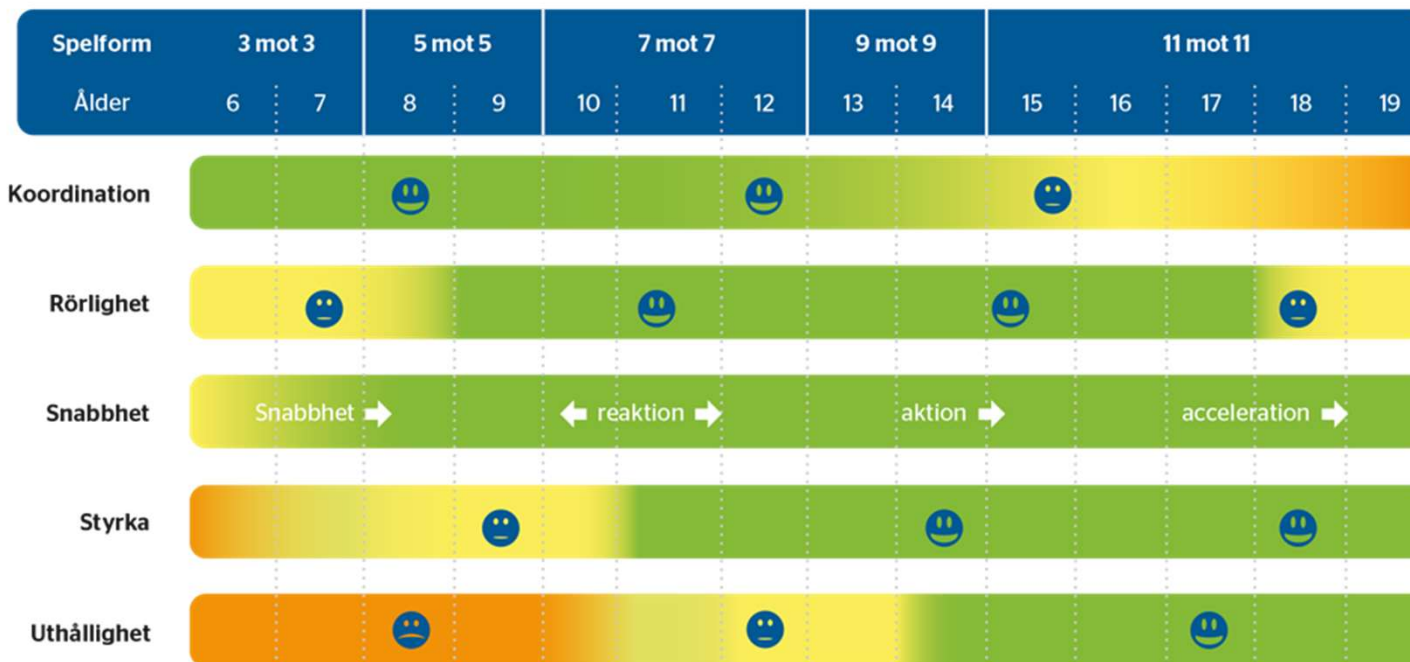 Spelform 3 mot 3 5 mot 5 7 mot 7 9 mot 9 11 mot 11
Ålder 6 7 8 9 10 11 12 13 14 15 16 17 18 19
Koordination
Rörlighet
Snabbhet Snabbhet reaktion aktion acceleration
Styrka
Uthållighet